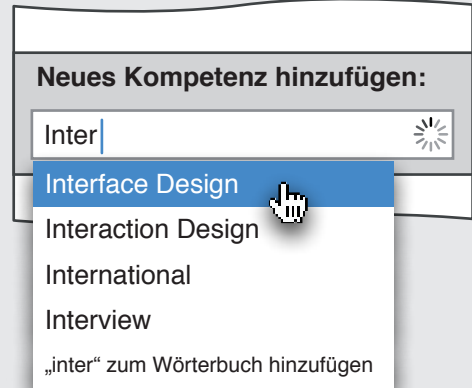 Neues Kompetenz hinzufügen:
Inter
Interface Design
Interaction Design
International
Interview
„inter“ zum Wörterbuch hinzufügen